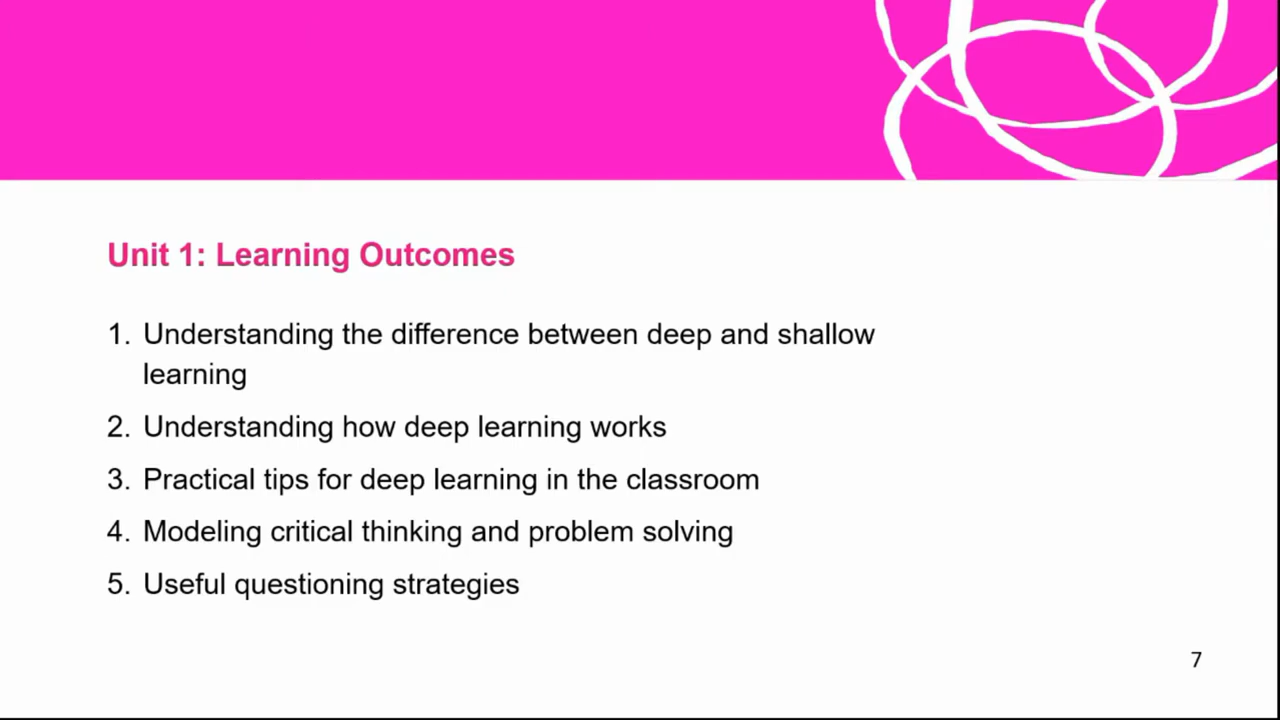 Unit 1: Learning Outcomes
1. Understanding the difference between deep and shallow
learning
2. Understanding how deep learning works
3. Practical tips for deep learning in the classroom
4. Modeling critical thinking and problem solving
5. Useful questioning strategies
7